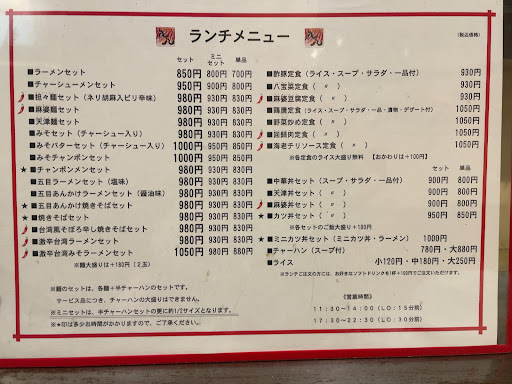 ランチメニュー
(税込価格)
セット ミニセット 単品
■ラーメンセット 850円 800円 700円
■チャーシューメンセット 950円 900円 800円
■担々麺セット (ネリ胡麻入ピリ辛味) 980円 930円 830円
■麻婆麺セット 980円 930円 830円
■天津麺セット 980円 930円 830円
■みそセット (チャーシュー入り) 980円 930円 830円
■みそバターセット (チャーシュー入り) 1000円 950円 850円
■みそチャンポンセット 1000円 950円 850円
★■チャンポンメンセット 980円 930円 830円
■五目ラーメンセット (塩味) 980円 930円 830円
■五目あんかけラーメンセット (醤油味) 980円 930円 830円
★■揚げ焼きそばセット 980円 930円 830円
★■焼きそばセット 980円 930円 830円
■台湾風そぼろ辛し焼きそばセット 980円 930円 830円
■激辛台湾ラーメンセット 980円 930円 830円
■激辛台湾みそラーメンセット 1050円 980円 880円
※麺大盛りは+180円 (2玉)
※麺のセットは、各麺+半チャーハンのセットです。
サービス品につき、チャーハンの大盛りはできません。
※ミニセットは、半チャーハンセットの更に約1/2サイズとなります。
※★印は多少お時間がかかりますので、ご了承ください。
■酢豚定食 (ライス・スープ・サラダ・一品付) 930円
■八宝菜定食 ( 〃 ) 930円
■麻婆豆腐定食 ( 〃 ) 930円
■鶏唐定食 (ライス・スープ・サラダ・一品・漬物・デザート付) 1050円
■野菜炒め定食 ( 〃 ) 930円
■回鍋肉定食 ( 〃 ) 1050円
■海老チリソース定食 ( 〃 ) 1050円
※各定食のライス大盛り無料 【おかわりは+100円】
セット 単品
■中華丼セット (スープ・サラダ・一品付) 900円 800円
■天津丼セット ( 〃 ) 900円 800円
■麻婆丼セット ( 〃 ) 900円 800円
★■カツ丼セット ( 〃 ) 950円 850円
※各セットのご飯大盛り+100円
★■ミニカツ丼セット (ミニカツ丼・ラーメン) 1000円
■チャーハン (スープ付) 780円・大880円
■ライス 小120円・中180円・大250円
※ランチご注文の方には、お好きなソフトドリンクを1杯+100円でご注文いただけます。
《営業時間》
11:30～14:00 (LO:15分前)
17:30～22:30 (LO:30分前)